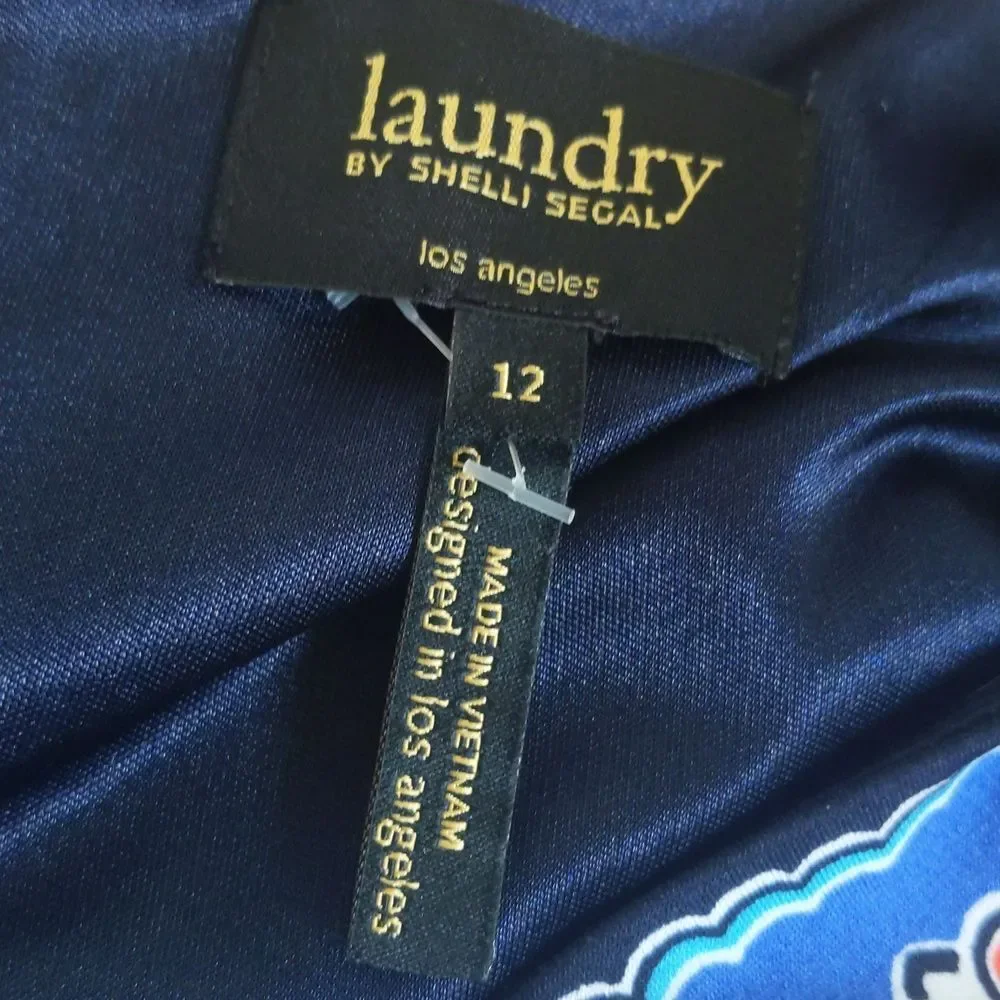 laundry
BY SHELLI SEGAL
los angeles
12
MADE IN VIETNAM
designed in los angeles